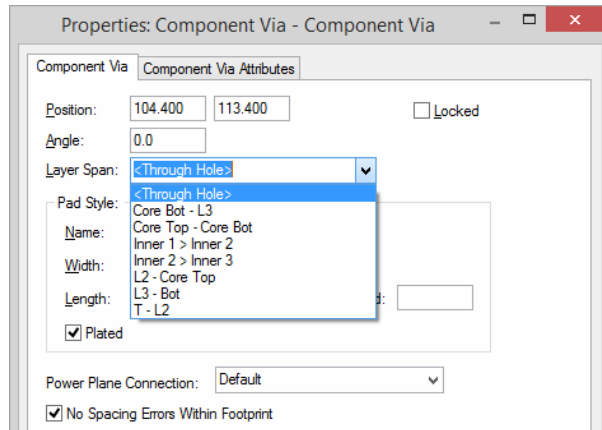 Properties: Component Via - Component Via
Component Via Component Via Attributes
Position: 104.400 113.400 Locked
Angle: 0.0
Layer Span: <Through Hole>
<Through Hole>
Pad Style: Core Bot - L3
Name: Core Top - Core Bot
Inner 1 > Inner 2
Width: Inner 2 > Inner 3
L2 - Core Top
Length: L3 - Bot
T - L2
Plated
Power Plane Connection: Default
No Spacing Errors Within Footprint